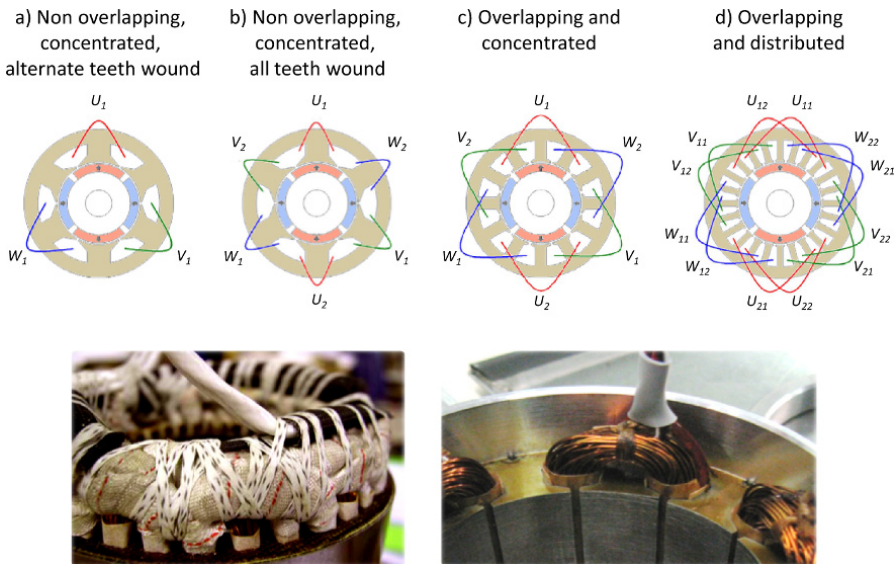 a) Non overlapping,
concentrated,
alternate teeth wound
b) Non overlapping,
concentrated,
all teeth wound
c) Overlapping and
concentrated
d) Overlapping
and distributed
U1
W1
V1
U1
V2
W2
W1
V1
U2
U1
V2
W2
W1
V1
U2
U12
U11
V11
W22
V12
W21
W11
V22
W12
V21
U21
U22